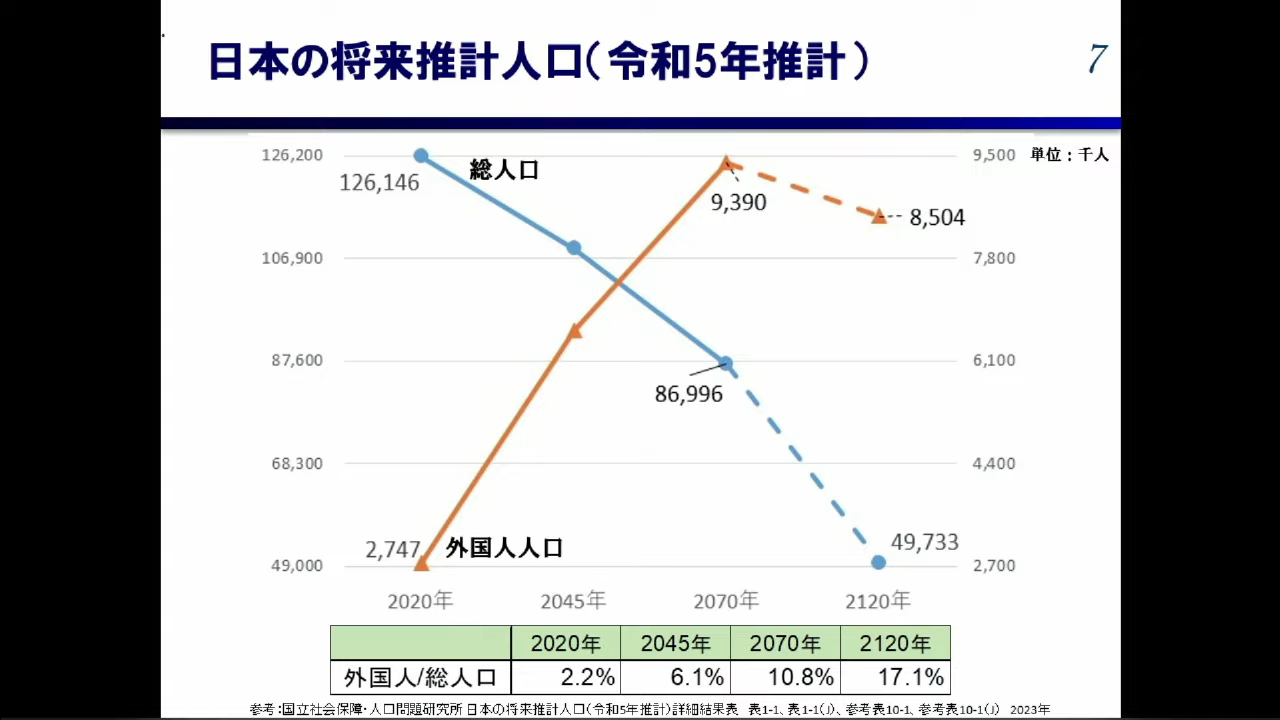 日本の将来推計人口(令和5年推計)
7
単位:千人
126,200
106,900
87,600
68,300
49,000
9,500
7,800
6,100
4,400
2,700
総人口
126,146
9,390
8,504
86,996
49,733
2,747
外国人人口
2020年 2045年 2070年 2120年
2020年 2045年 2070年 2120年
外国人/総人口 2.2% 6.1% 10.8% 17.1%
参考:国立社会保障・人口問題研究所 日本の将来推計人口(令和5年推計)詳細結果表 表1-1、表1-1(J)、参考表10-1、参考表10-1(J) 2023年